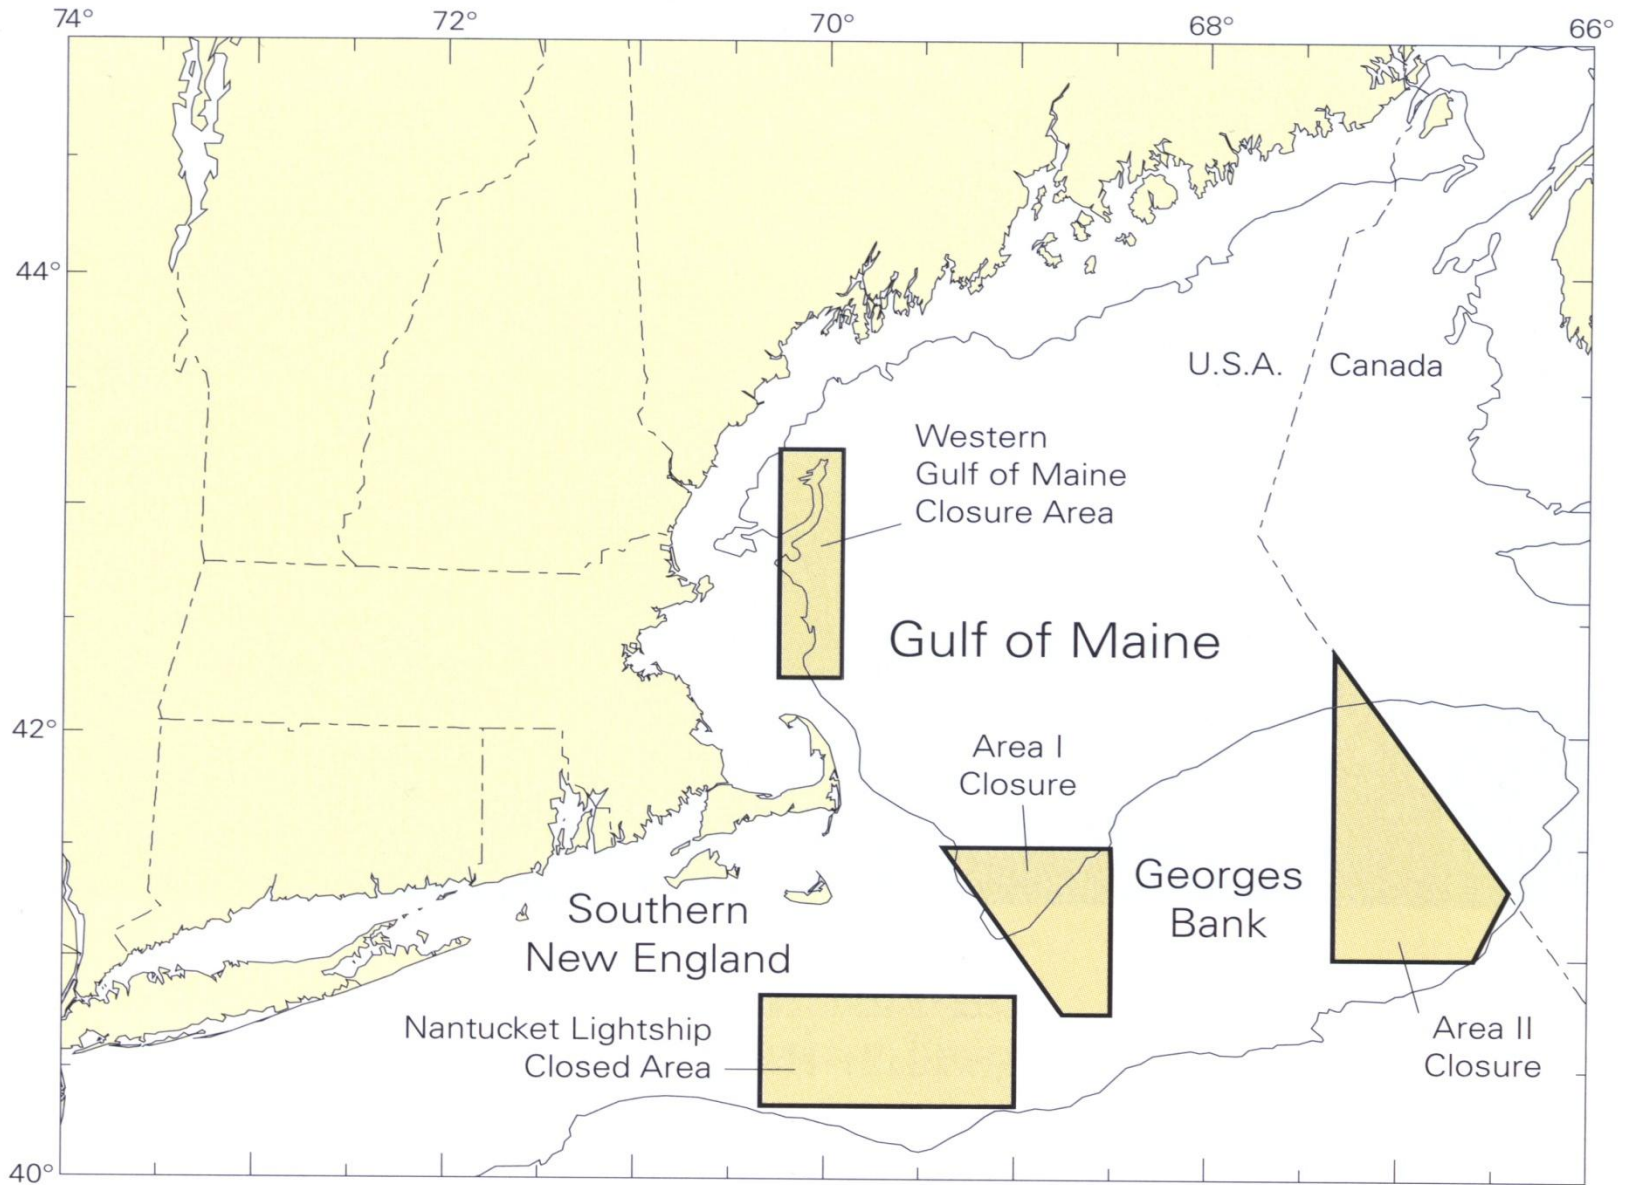 74° 72° 70° 68° 66°
44°
U.S.A. Canada
Western
Gulf of Maine
Closure Area
Gulf of Maine
42°
Area I
Closure
Georges
Bank
Southern
New England
Nantucket Lightship
Closed Area
Area II
Closure
40°